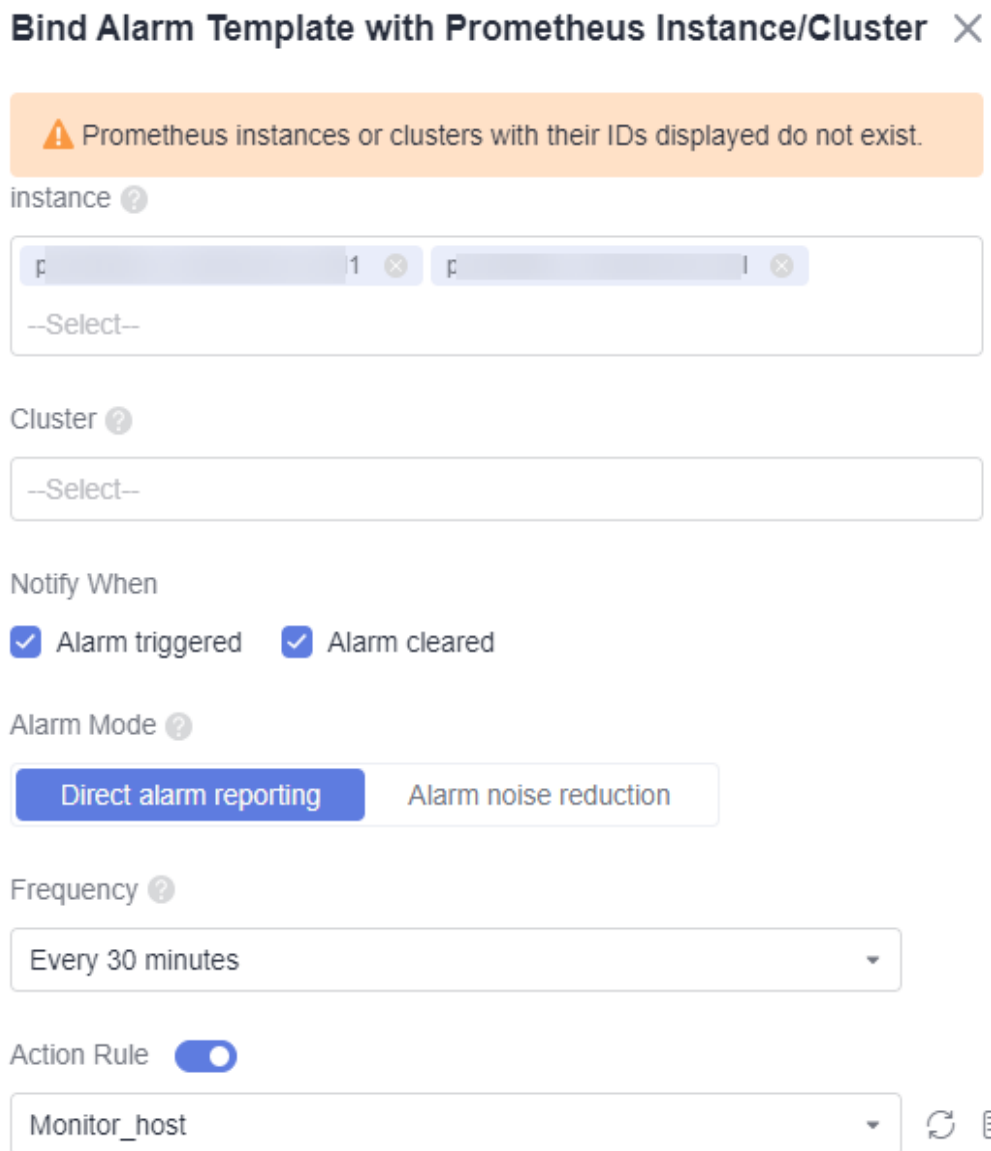 Bind Alarm Template with Prometheus Instance/Cluster
Prometheus instances or clusters with their IDs displayed do not exist.
instance
--Select--
Cluster
--Select--
Notify When
Alarm triggered Alarm cleared
Alarm Mode
Direct alarm reporting Alarm noise reduction
Frequency
Every 30 minutes
Action Rule
Monitor_host